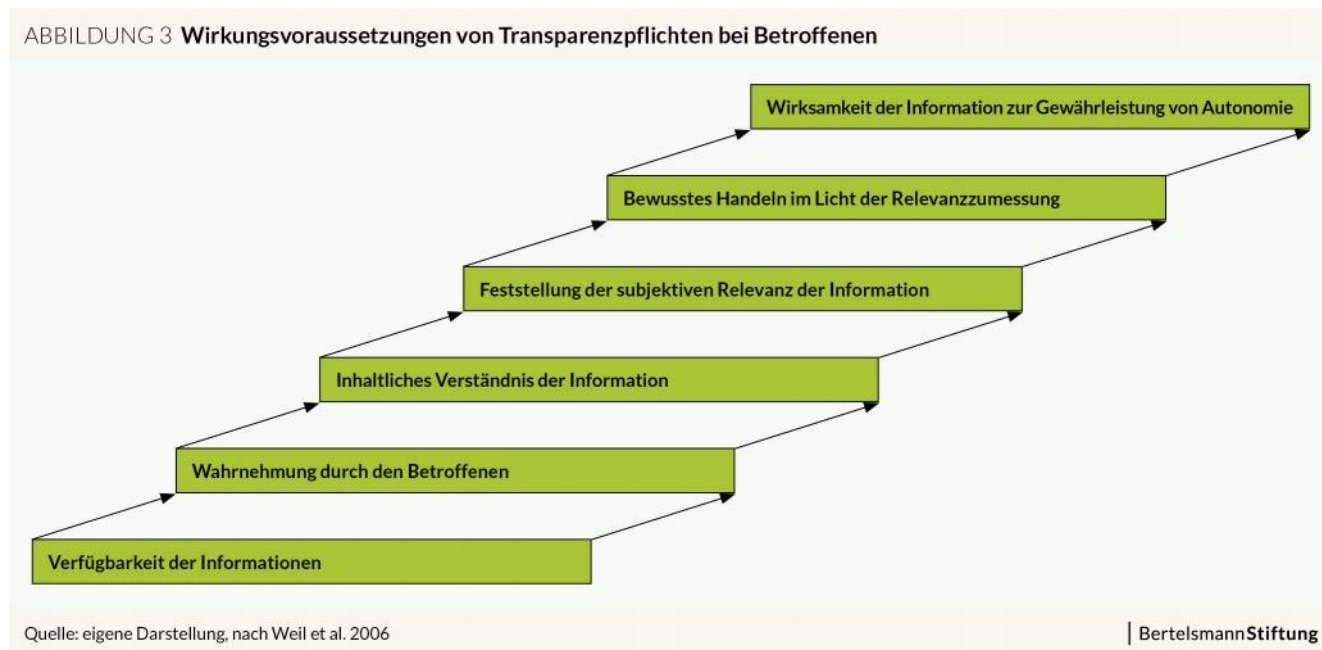 ABBILDUNG 3 Wirkungsvoraussetzungen von Transparenzpflichten bei Betroffenen
Wirksamkeit der Information zur Gewährleistung von Autonomie
Bewusstes Handeln im Licht der Relevanzzumessung
Feststellung der subjektiven Relevanz der Information
Inhaltliches Verständnis der Information
Wahrnehmung durch den Betroffenen
Verfügbarkeit der Informationen
Quelle: eigene Darstellung, nach Weil et al. 2006
BertelsmannStiftung